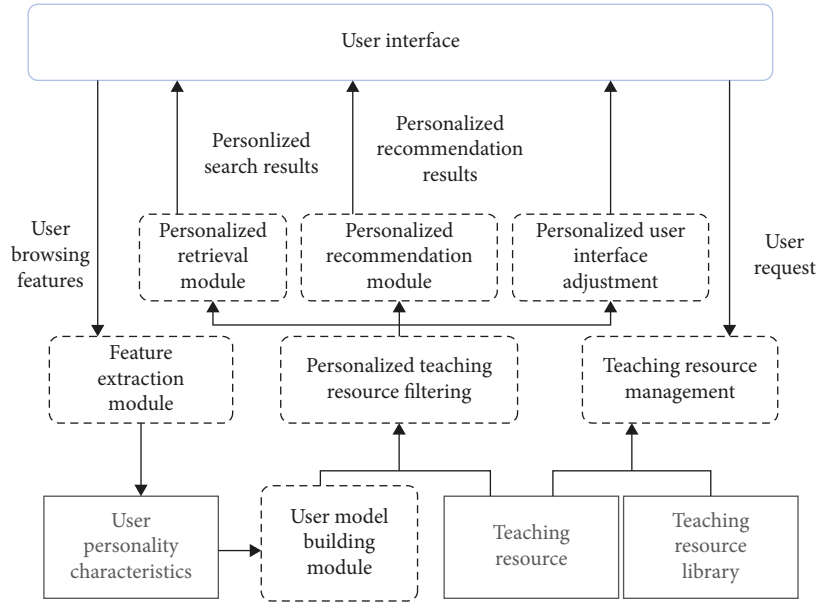 User interface
Personlized
search results
Personalized
recommendation
results
User
browsing
features
Personalized
retrieval
module
Personalized
recommendation
module
Personalized user
interface
adjustment
User
request
Feature
extraction
module
Personalized teaching
resource filtering
Teaching resource
management
User
personality
characteristics
User model
building
module
Teaching
resource
Teaching
resource
library